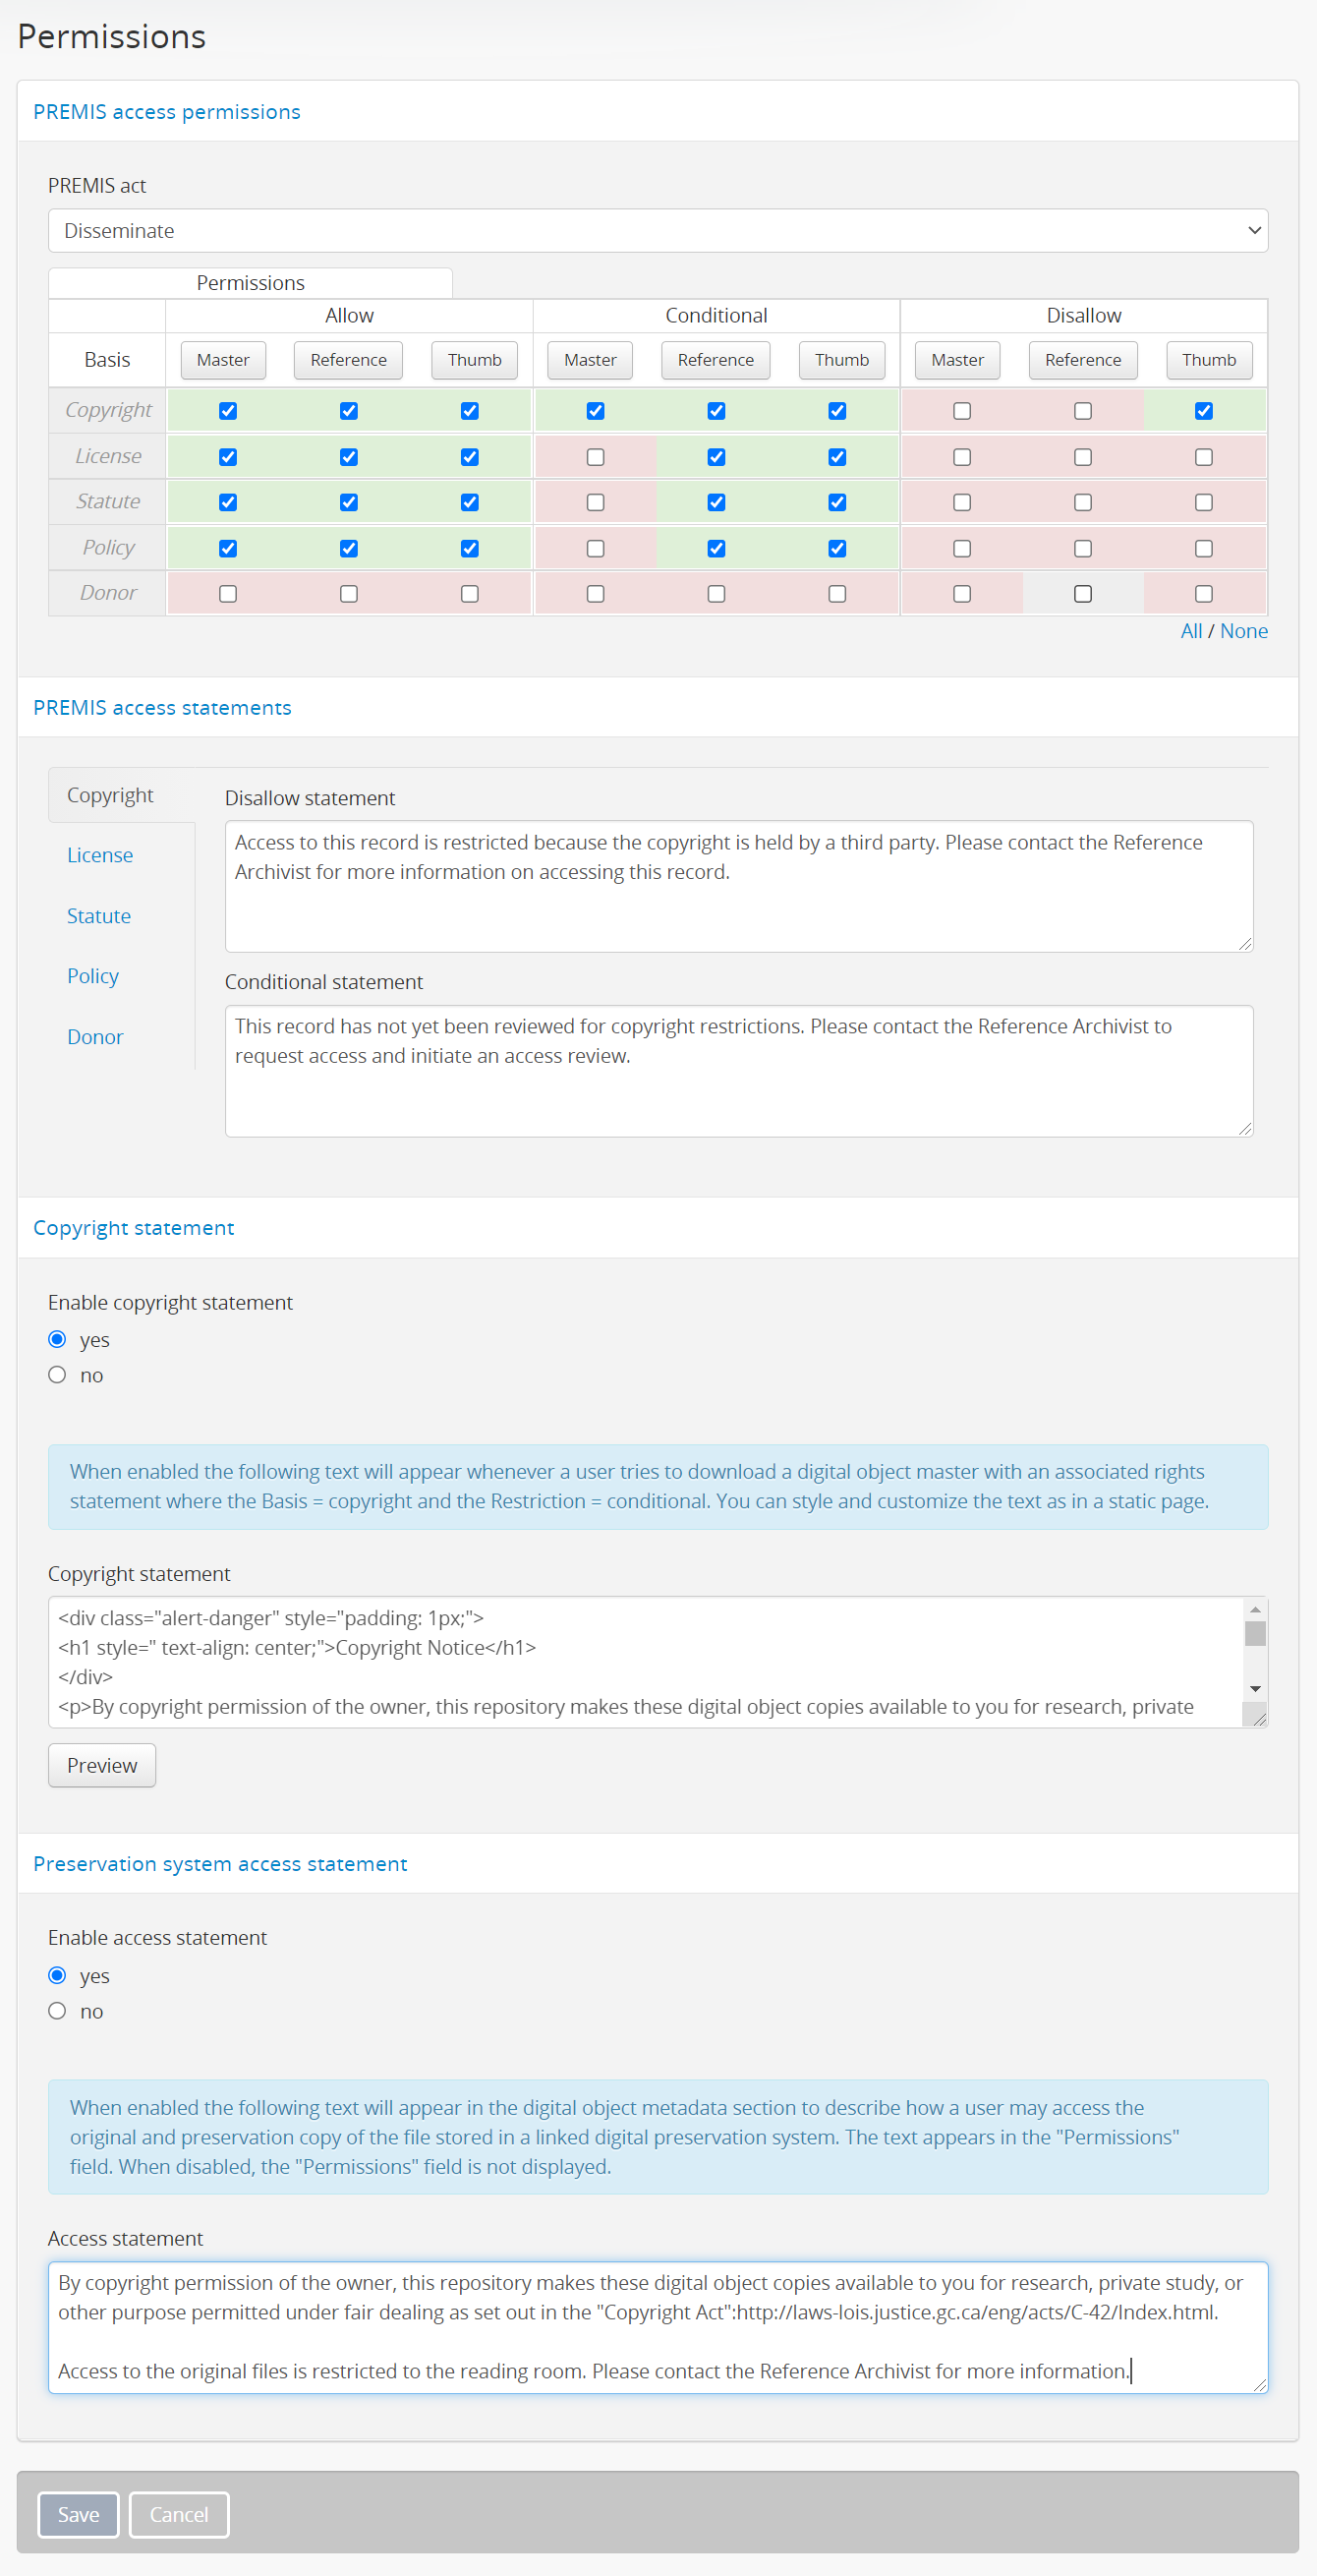 Permissions
PREMIS access permissions
PREMIS act
Disseminate
Permissions
Allow Conditional Disallow
Basis Master Reference Thumb Master Reference Thumb Master Reference Thumb
Copyright
License
Statute
Policy
Donor
All / None
PREMIS access statements
Copyright
License
Statute
Policy
Donor
Disallow statement
Access to this record is restricted because the copyright is held by a third party. Please contact the Reference
Archivist for more information on accessing this record.
Conditional statement
This record has not yet been reviewed for copyright restrictions. Please contact the Reference Archivist to
request access and initiate an access review.
Copyright statement
Enable copyright statement
yes
no
When enabled the following text will appear whenever a user tries to download a digital object master with an associated rights
statement where the Basis = copyright and the Restriction = conditional. You can style and customize the text as in a static page.
Copyright statement
<div class="alert-danger" style="padding: 1px;">
<h1 style=" text-align: center;">Copyright Notice</h1>
</div>
<p>By copyright permission of the owner, this repository makes these digital object copies available to you for research, private
Preview
Preservation system access statement
Enable access statement
yes
no
When enabled the following text will appear in the digital object metadata section to describe how a user may access the
original and preservation copy of the file stored in a linked digital preservation system. The text appears in the "Permissions"
field. When disabled, the "Permissions" field is not displayed.
Access statement
By copyright permission of the owner, this repository makes these digital object copies available to you for research, private study, or
other purpose permitted under fair dealing as set out in the "Copyright Act":http://laws-lois.justice.gc.ca/eng/acts/C-42/Index.html.
Access to the original files is restricted to the reading room. Please contact the Reference Archivist for more information.
Save Cancel